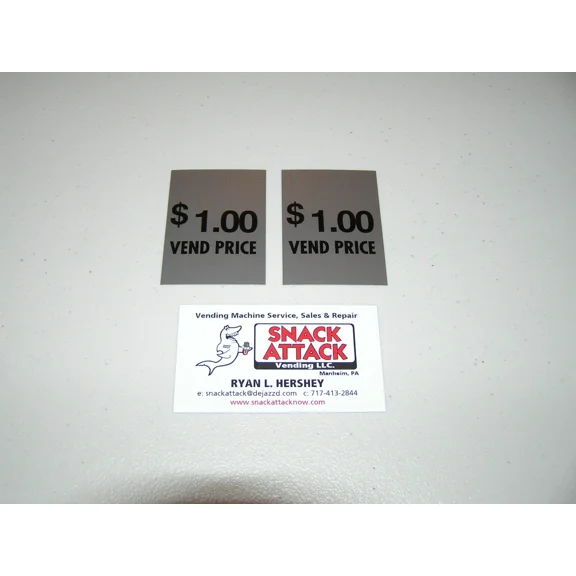 $ 1.00
VEND PRICE
$ 1.00
VEND PRICE
Vending Machine Service, Sales & Repair
SNACK
ATTACK
Vending LLC.
Manheim, PA
RYAN L. HERSHEY
e: snackattack@dejazzd.com c: 717-413-2844
www.snackattacknow.com